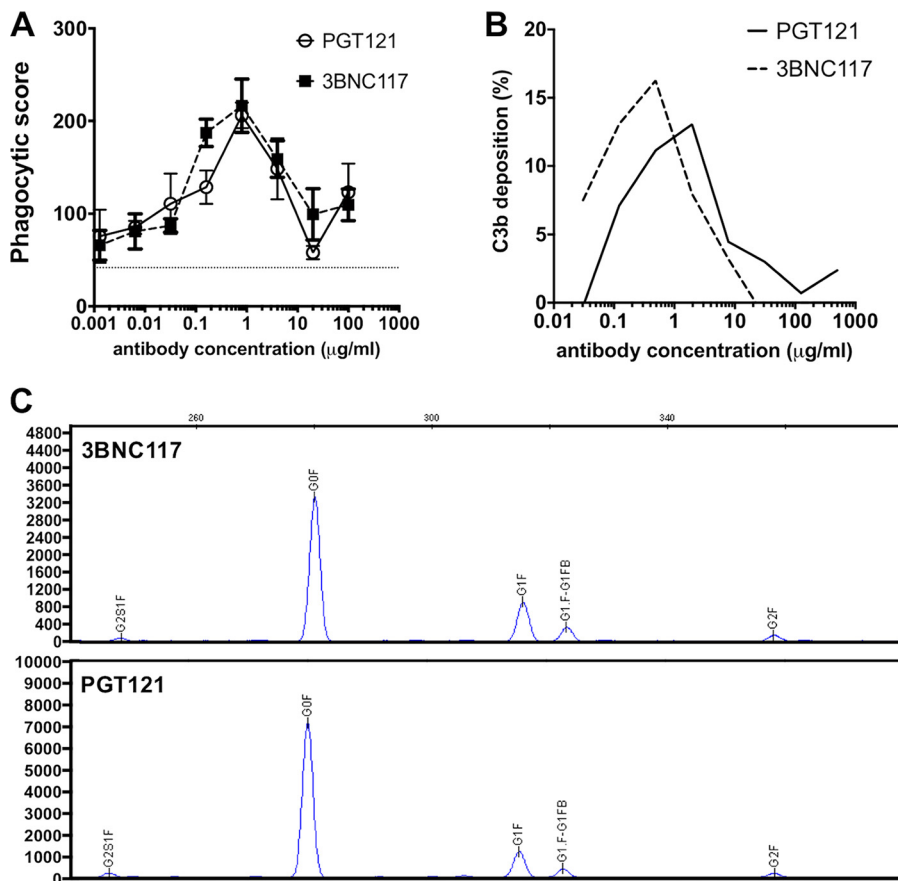 A
300
200
100
0
Phagocytic score
PGT121
3BNC117
0.001 0.01 0.1 1 10 100 1000
antibody concentration (μg/ml)
B
20
15
10
5
0
C3b deposition (%)
PGT121
3BNC117
0.01 0.1 1 10 100 1000
antibody concentration (μg/ml)
C
260 300 340
3BNC117
4800
4400
4000
3600
3200
2800
2400
2000
1600
1200
800
400
0
G2S1F
G0F
G1F
G1.F-G1FB
G2F
PGT121
10000
9000
8000
7000
6000
5000
4000
3000
2000
1000
0
G2S1F
G0F
G1F
G1.F-G1FB
G2F